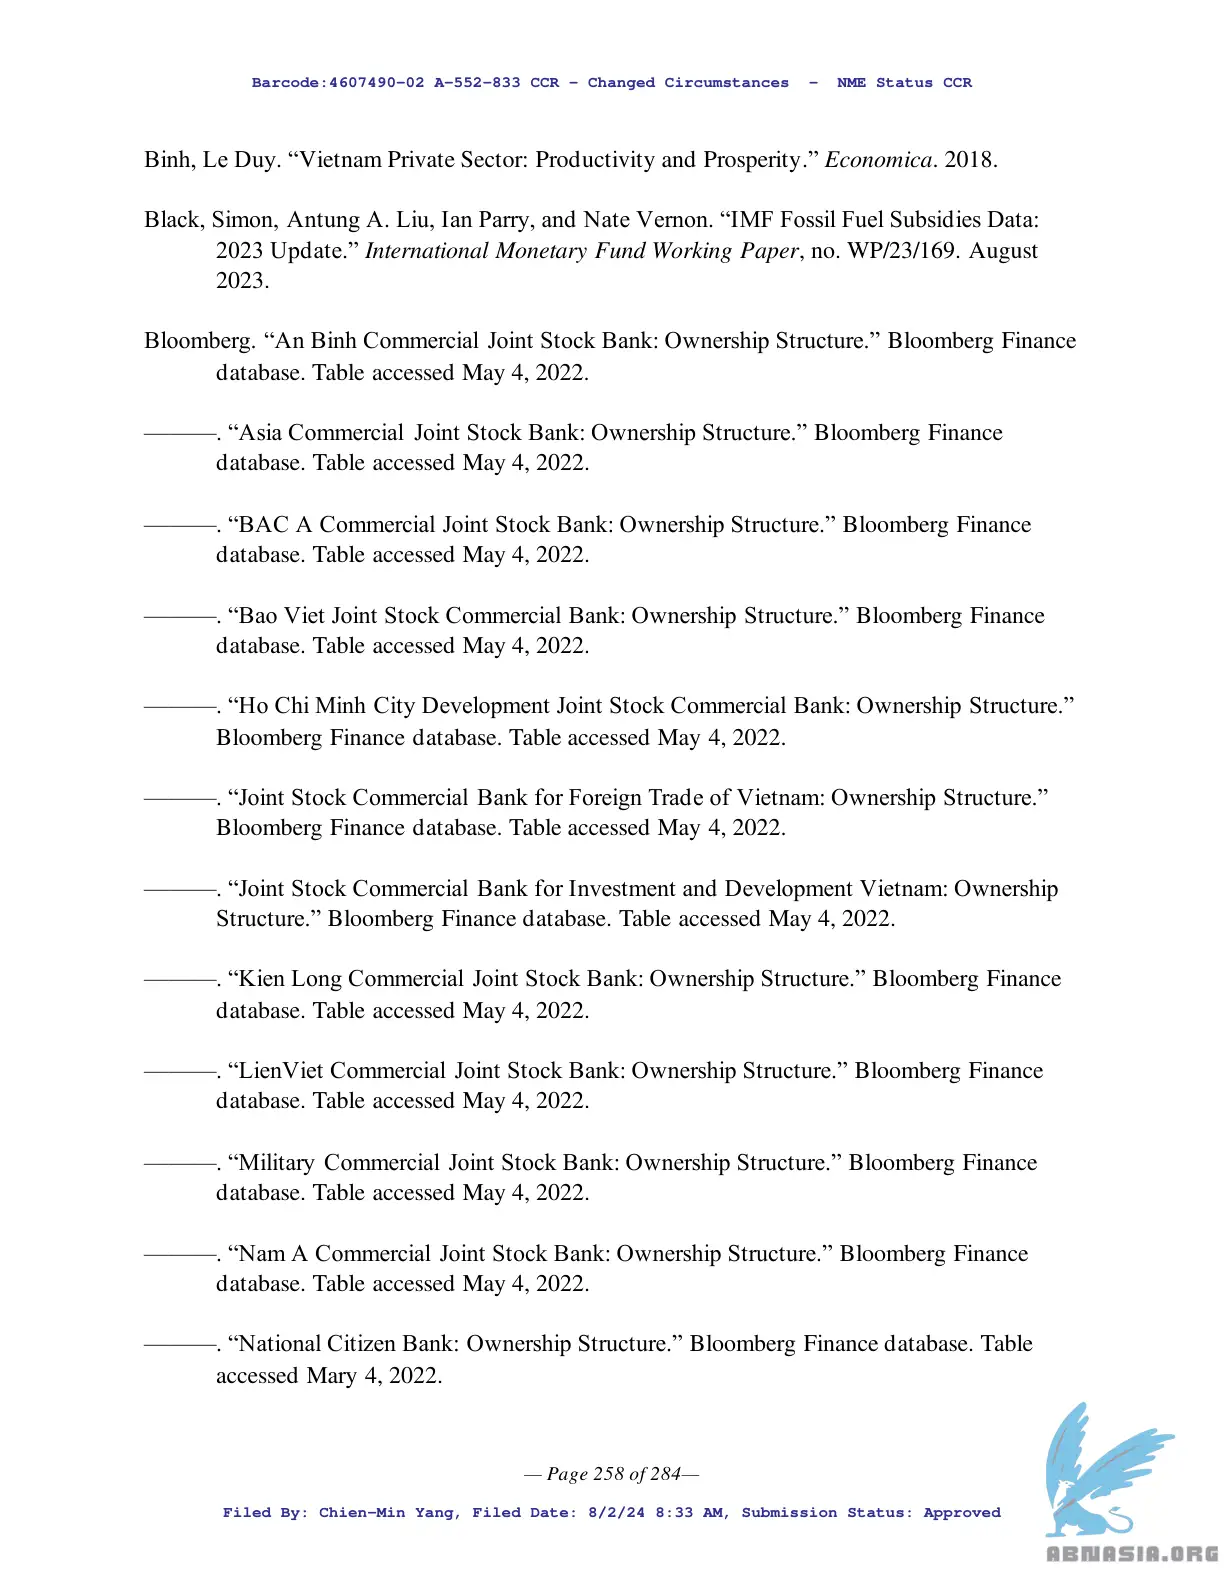 Barcode:4607490-02 A-552-833 CCR - Changed Circumstances - NME Status CCR
Binh, Le Duy. “Vietnam Private Sector: Productivity and Prosperity.” Economica. 2018.
Black, Simon, Antung A. Liu, Ian Parry, and Nate Vernon. “IMF Fossil Fuel Subsidies Data:
2023 Update.” International Monetary Fund Working Paper, no. WP/23/169. August
2023.
Bloomberg. “An Binh Commercial Joint Stock Bank: Ownership Structure.” Bloomberg Finance
database. Table accessed May 4, 2022.
———. “Asia Commercial Joint Stock Bank: Ownership Structure.” Bloomberg Finance
database. Table accessed May 4, 2022.
———. “BAC A Commercial Joint Stock Bank: Ownership Structure.” Bloomberg Finance
database. Table accessed May 4, 2022.
———. “Bao Viet Joint Stock Commercial Bank: Ownership Structure.” Bloomberg Finance
database. Table accessed May 4, 2022.
———. “Ho Chi Minh City Development Joint Stock Commercial Bank: Ownership Structure.”
Bloomberg Finance database. Table accessed May 4, 2022.
———. “Joint Stock Commercial Bank for Foreign Trade of Vietnam: Ownership Structure.”
Bloomberg Finance database. Table accessed May 4, 2022.
———. “Joint Stock Commercial Bank for Investment and Development Vietnam: Ownership
Structure.” Bloomberg Finance database. Table accessed May 4, 2022.
———. “Kien Long Commercial Joint Stock Bank: Ownership Structure.” Bloomberg Finance
database. Table accessed May 4, 2022.
———. “LienViet Commercial Joint Stock Bank: Ownership Structure.” Bloomberg Finance
database. Table accessed May 4, 2022.
———. “Military Commercial Joint Stock Bank: Ownership Structure.” Bloomberg Finance
database. Table accessed May 4, 2022.
———. “Nam A Commercial Joint Stock Bank: Ownership Structure.” Bloomberg Finance
database. Table accessed May 4, 2022.
———. “National Citizen Bank: Ownership Structure.” Bloomberg Finance database. Table
accessed Mary 4, 2022.
— Page 258 of 284—
Filed By: Chien-Min Yang, Filed Date: 8/2/24 8:33 AM, Submission Status: Approved
ABNASIA.ORG